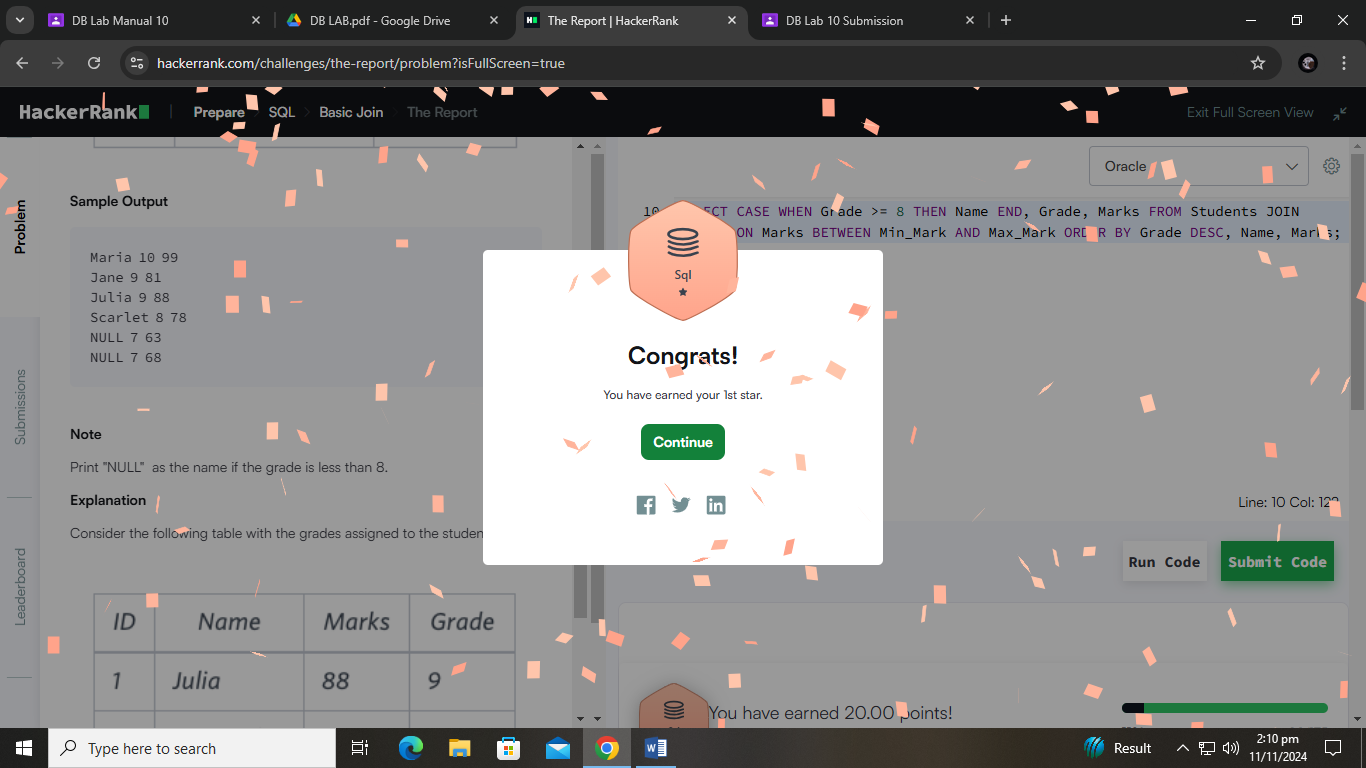 DB Lab Manual 10
DB LAB.pdf - Google Drive
The Report | HackerRank
DB Lab 10 Submission
hackerrank.com/challenges/the-report/problem?isFullScreen=true
HackerRank
Prepare
SQL
Basic Join
The Report
Exit Full Screen View
Problem
Submissions
Leaderboard
Sample Output
Maria 10 99
Jane 9 81
Julia 9 88
Scarlet 8 78
NULL 7 63
NULL 7 68
Note
Print "NULL" as the name if the grade is less than 8.
Explanation
Consider the following table with the grades assigned to the
ID Name Marks Grade
1 Julia 88 9
Oracle
10 CASE WHEN Grade >= 8 THEN Name END, Grade, Marks FROM Students JOIN
ON Marks BETWEEN Min_Mark AND Max_Mark ORDER BY Grade DESC, Name, Marks;
Sql
Congrats!
You have earned your 1st star.
Continue
Line: 10 Col: 122
Run Code
Submit Code
You have earned 20.00 points!
Type here to search
Result
2:10 pm
11/11/2024